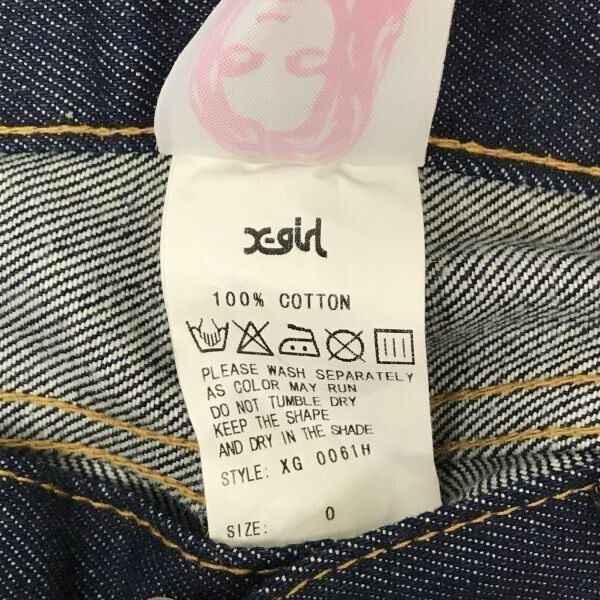 x-girl
100% COTTON
PLEASE WASH SEPARATELY
AS COLOR MAY RUN
DO NOT TUMBLE DRY
KEEP THE SHAPE
AND DRY IN THE SHADE
STYLE: XG 0061H
SIZE: 0